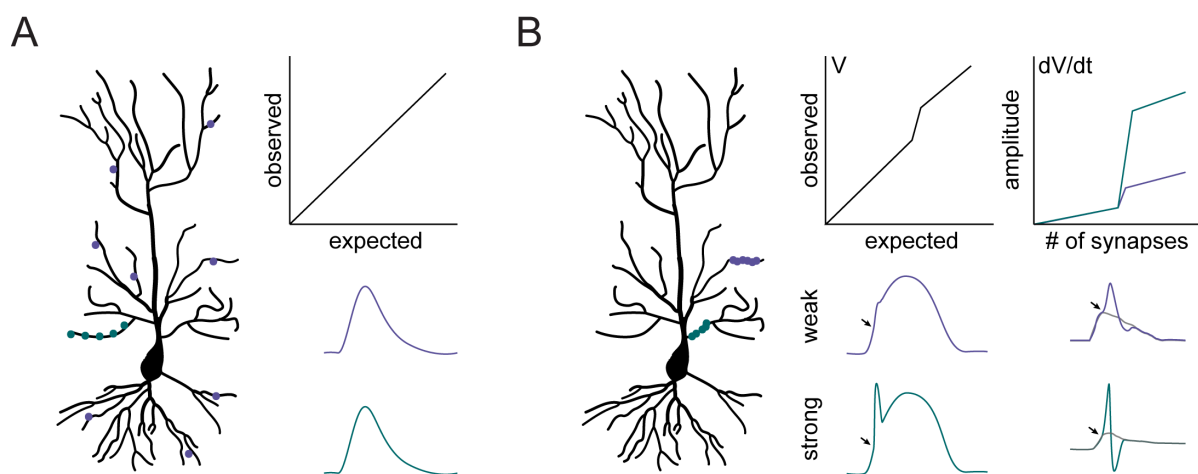 A
observed
expected
B
V
observed
expected
dV/dt
amplitude
# of synapses
weak
strong